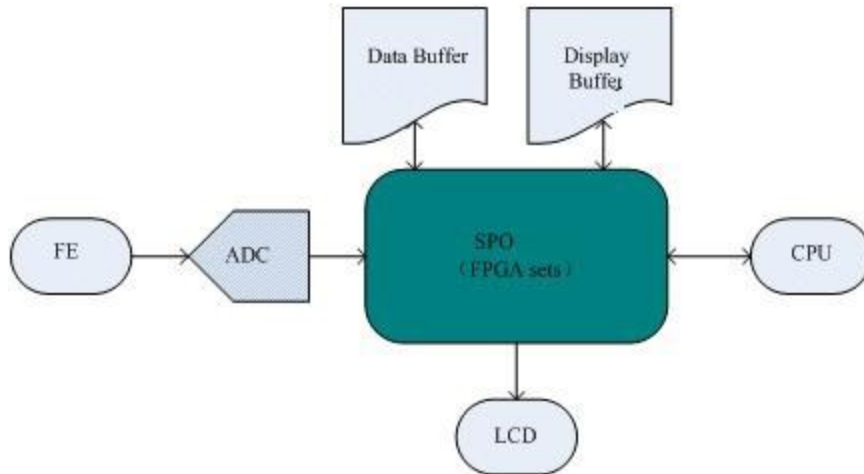 Data Buffer
Display
Buffer
FE
ADC
SPO
（FPGA sets）
CPU
LCD